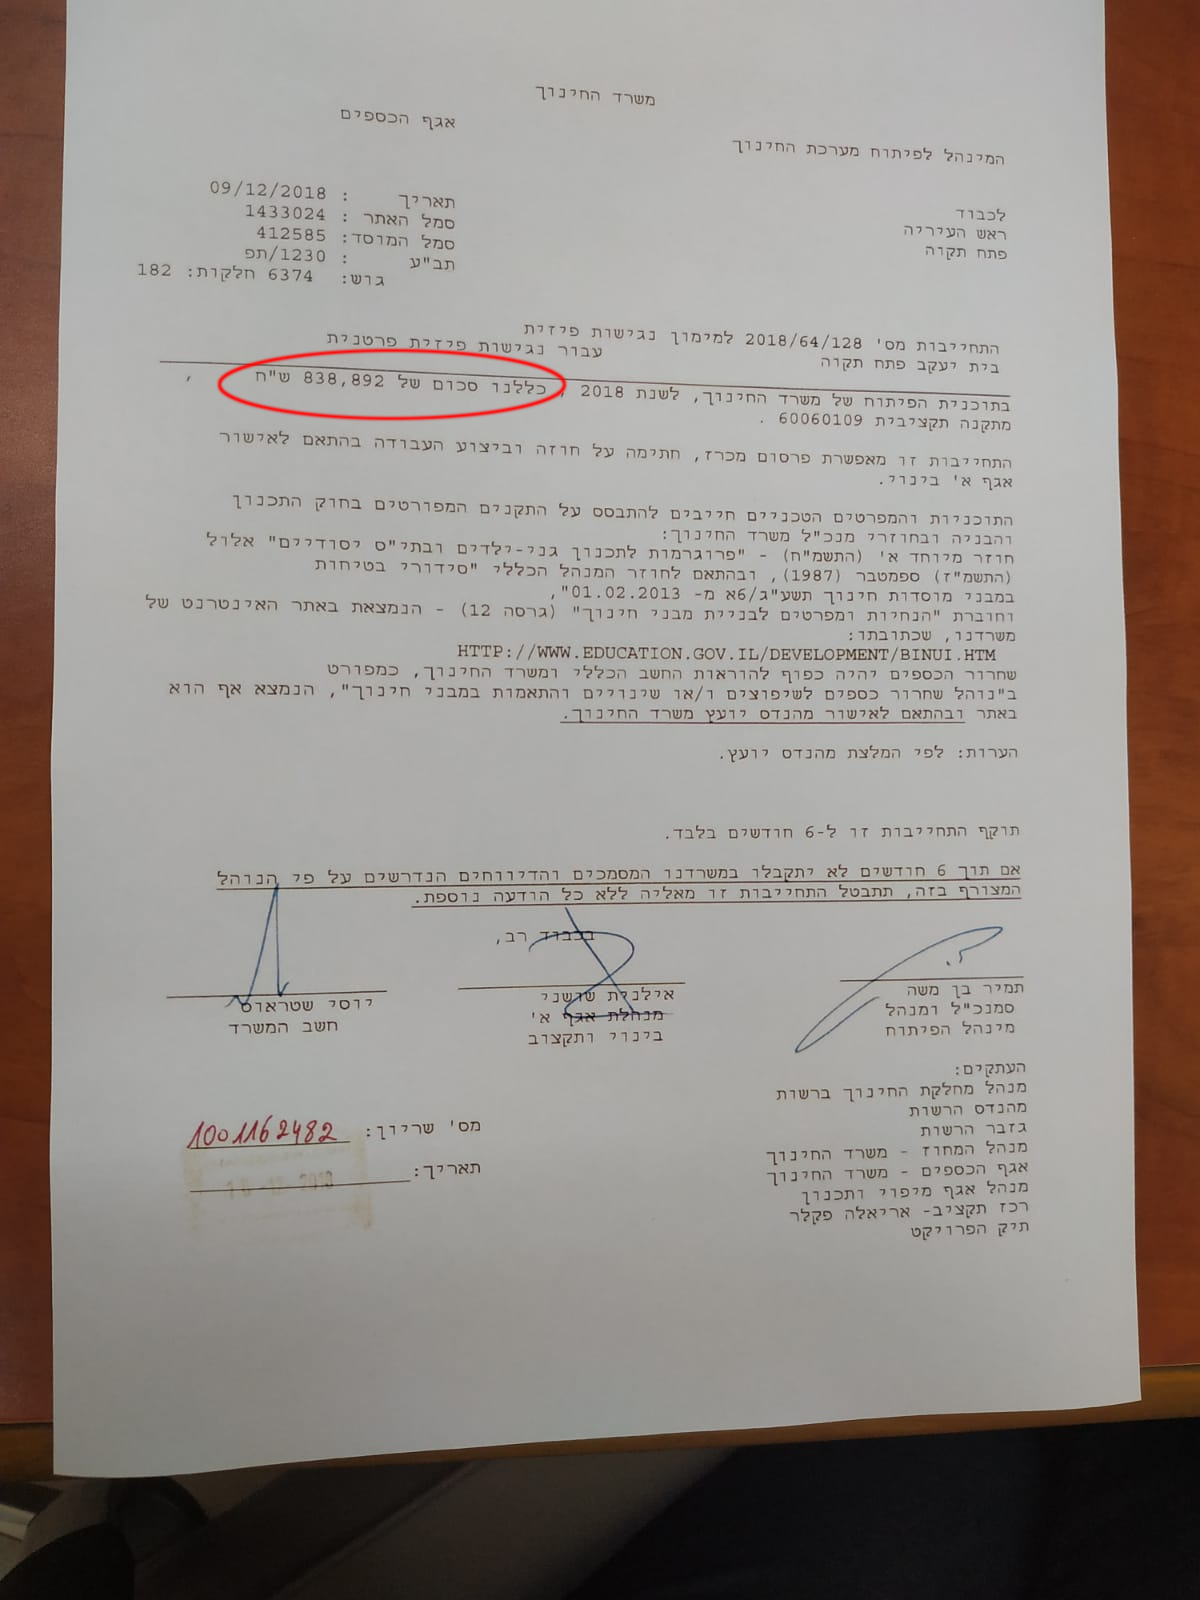 משרד החינוך
אגף הכספים
המינהל לפיתוח מערכת החינוך
תאריך : 09/12/2018
סמל האתר : 1433024
סמל המוסד: 412585
תב"ע : 1230/תפ
גוש: 6374 חלקות: 182
לכבוד
ראש העיריה
פתח תקוה
התחייבות מס' 2018/64/128 למימון נגישות פיזית
עבור נגישות פיזית פרטנית
בית יעקב פתח תקוה
בתוכנית הפיתוח של משרד החינוך, לשנת 2018 , כללנו סכום של 838,892 ש"ח ,
מתקנה תקציבית 60060109 .
התחייבות זו מאפשרת פרסום מכרז, חתימה על חוזה וביצוע העבודה בהתאם לאישור
אגף א' בינוי.
התוכניות והמפרטים הטכניים חייבים להתבסס על התקנים המפורטים בחוק התכנון
והבניה ובחוזרי מנכ"ל משרד החינוך:
חוזר מיוחד א' (התשמ"ח) - "פרוגרמות לתכנון גני-ילדים ובתי"ס יסודיים" אלול
(התשמ"ז) ספמטבר (1987), ובהתאם לחוזר המנהל הכללי "סידורי בטיחות
במבני מוסדות חינוך תשע"ג/6א מ- 01.02.2013",
וחוברת "הנחיות ומפרטים לבניית מבני חינוך" (גרסה 12) - הנמצאת באתר האינטרנט של
משרדנו, שכתובתו:
HTTP://WWW.EDUCATION.GOV.IL/DEVELOPMENT/BINUI.HTM
שחרור הכספים יהיה כפוף להוראות החשב הכללי ומשרד החינוך, כמפורט
ב"נוהל שחרור כספים לשיפוצים ו/או שינויים והתאמות במבני חינוך", הנמצא אף הוא
באתר ובהתאם לאישור מהנדס יועץ משרד החינוך.
הערות: לפי המלצת מהנדס יועץ.
תוקף התחייבות זו ל-6 חודשים בלבד.
אם תוך 6 חודשים לא יתקבלו במשרדנו המסמכים והדיווחים הנדרשים על פי הנוהל
המצורף בזה, תתבטל התחייבות זו מאליה ללא כל הודעה נוספת.
בכבוד רב,
תמיר בן משה
סמנכ"ל ומנהל
מינהל הפיתוח
אילנית שושני
מנהלת אגף א'
בינוי ותקצוב
יוסי שטראוס
חשב המשרד
העתקים:
מנהל מחלקת החינוך ברשות
מהנדס הרשות
גזבר הרשות
מנהל המחוז - משרד החינוך
אגף הכספים - משרד החינוך
מנהל אגף מיפוי ותכנון
רכז תקציב- אריאלה פקלר
תיק הפרויקט
מס' שריון: 1001162482
תאריך: